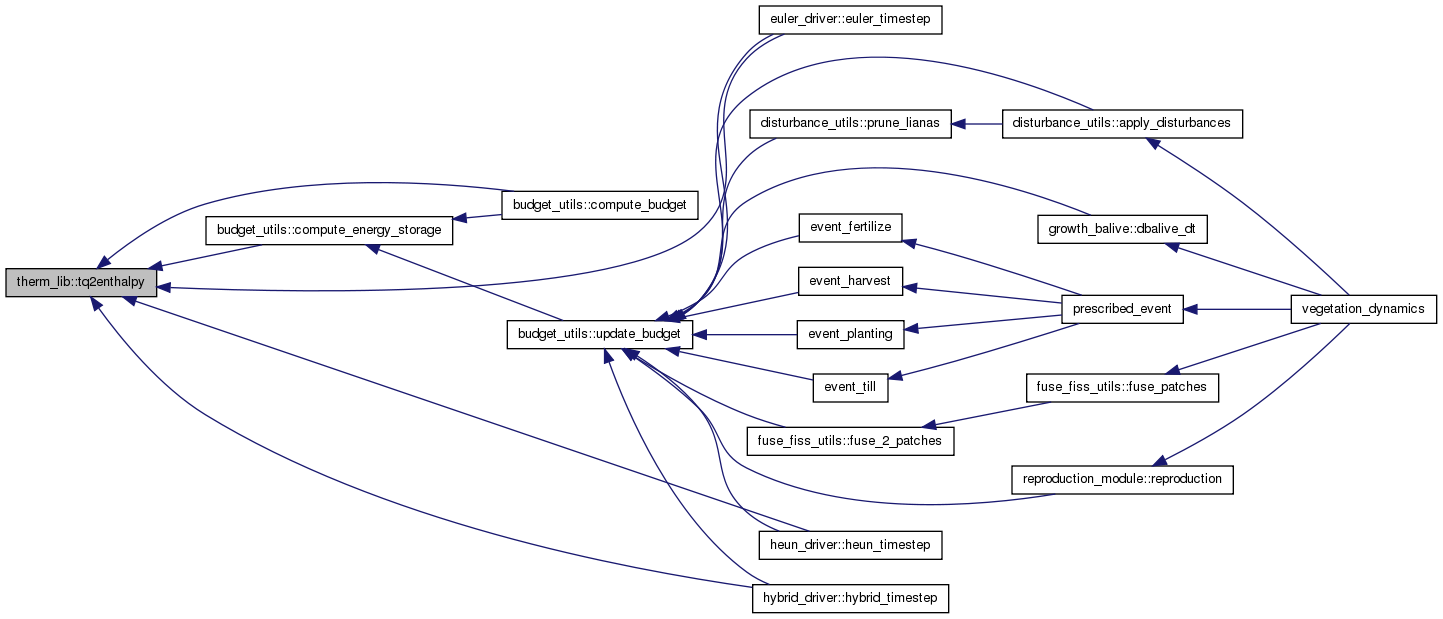 euler_driver::euler_timestep
disturbance_utils::prune_lianas
disturbance_utils::apply_disturbances
budget_utils::compute_budget
budget_utils::compute_energy_storage
event_fertilize
growth_balive::dbalive_dt
therm_lib::tq2enthalpy
event_harvest
budget_utils::update_budget
event_planting
prescribed_event
vegetation_dynamics
event_till
fuse_fiss_utils::fuse_patches
fuse_fiss_utils::fuse_2_patches
reproduction_module::reproduction
heun_driver::heun_timestep
hybrid_driver::hybrid_timestep